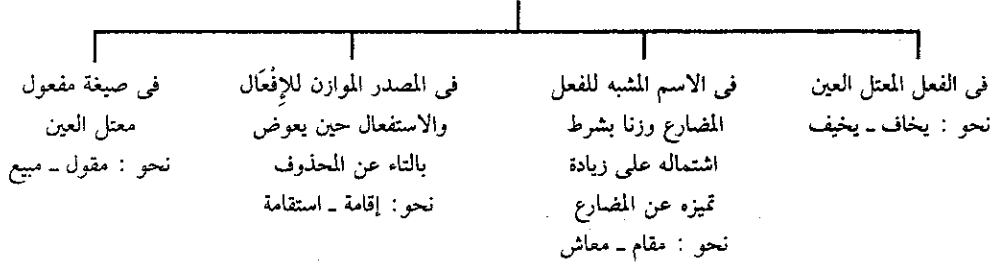 فى الفعل المعتل العين
نحو : يخاف ـ يخيف
فى الاسم المشبه للفعل
المضارع وزنا بشرط
اشتماله على زيادة
تميزه عن المضارع
نحو : مقام ـ معاش
فى المصدر الموازن للإِفْعَال
والاستفعال حين يعوض
بالتاء عن المحذوف
نحو : إقامة ـ استقامة
فى صيغة مفعول
معتل العين
نحو : مقول ـ مبيع